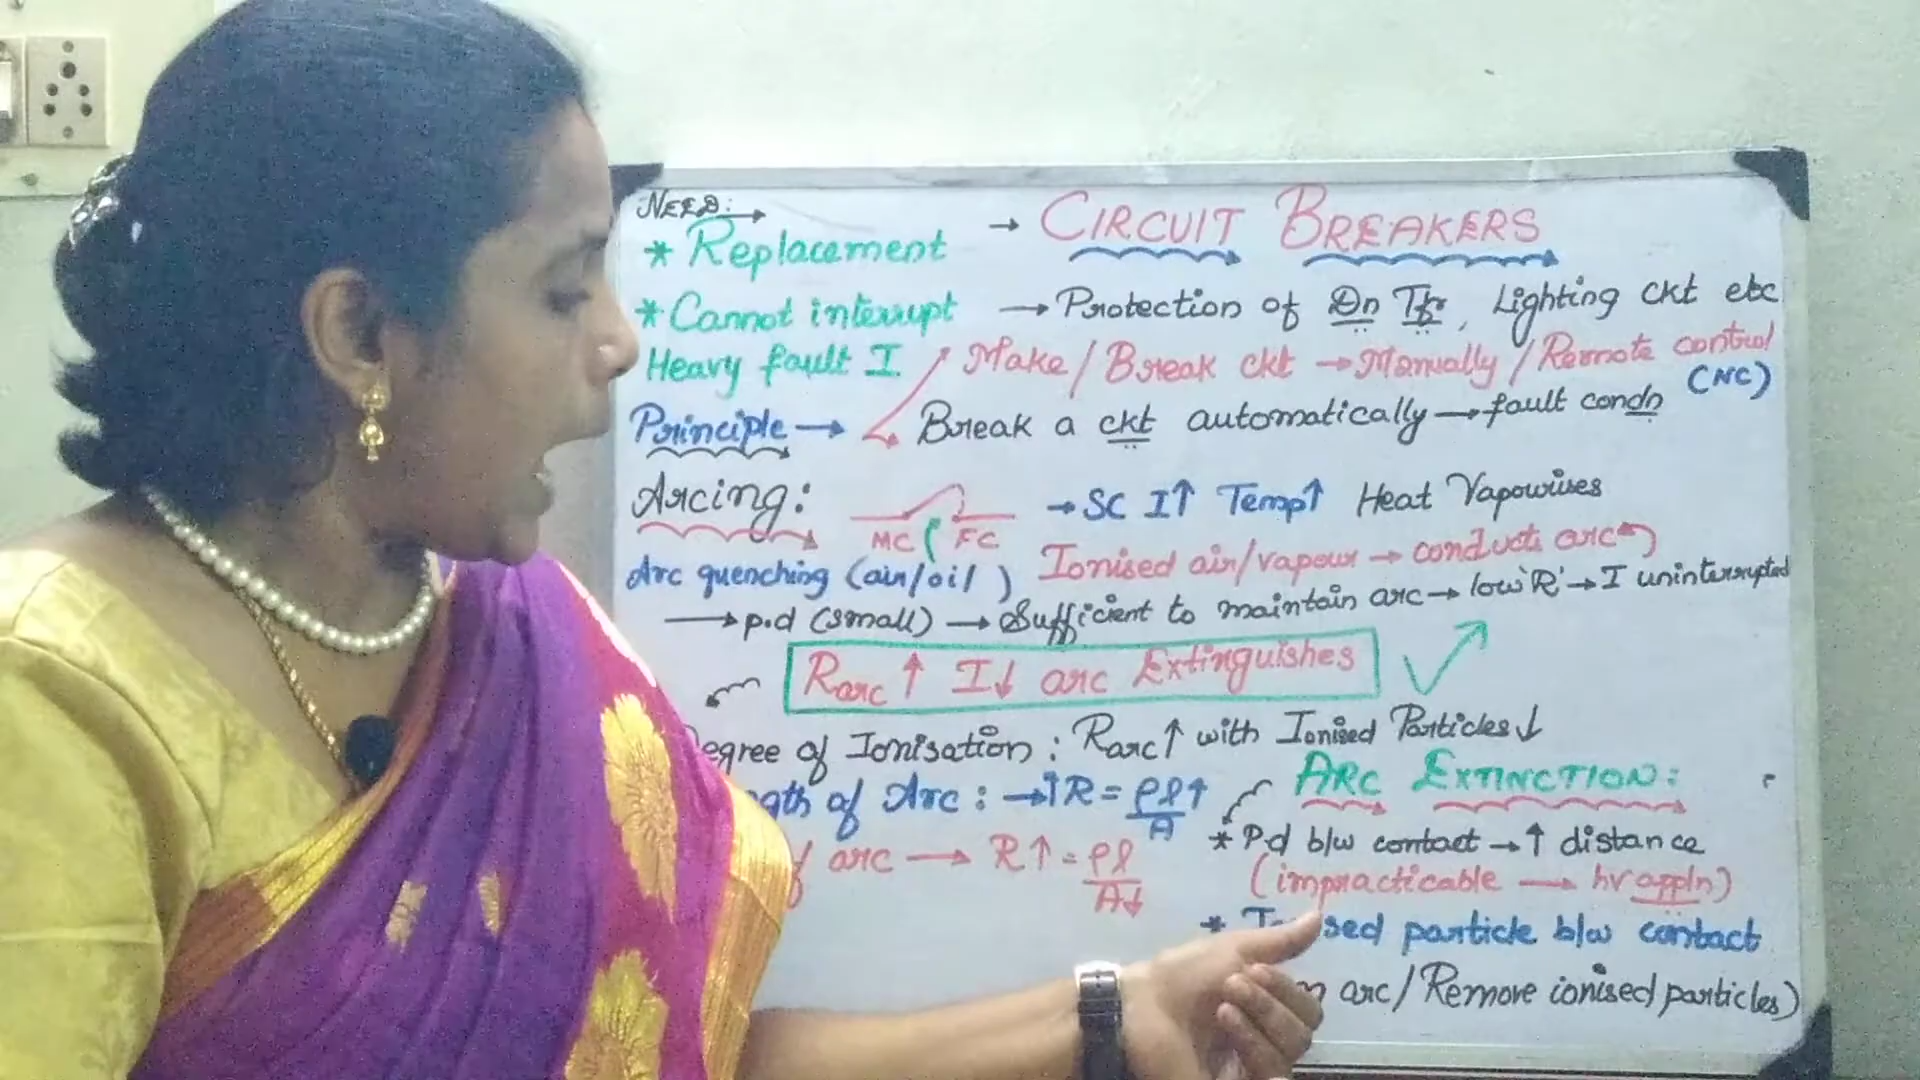 NEED:→
→ CIRCUIT BREAKERS
* Replacement
* Cannot interrupt
Heavy fault I
→ Protection of Dn Tfr, Lighting ckt etc
Make / Break ckt → Manually / Remote control
(NC)
Principle →
Break a ckt automatically → fault condn
Arcing:
MC FC
→ SC I↑ Temp↑ Heat Vapourises
Ionised air/vapour → conducts arc
Arc quenching (air/oil)
→ p.d (small) → Sufficient to maintain arc → low 'R' → I uninterrupted
Rarc ↑ I↓ arc Extinguishes
egree of Ionisation : Rarc↑ with Ionised Particles↓
gth of Arc : → ↑R = ρl↑/A
f arc → R↑ = ρl/A↓
ARC EXTINCTION:
* Pd b/w contact → ↑ distance
(impracticable → hv appln)
* I sed particle b/w contact
arc / Remove ionised particles)